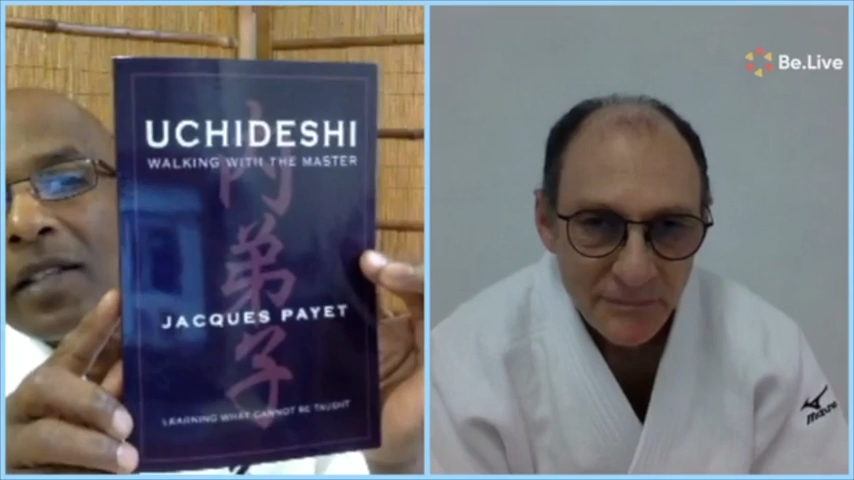 UCHIDESHI
WALKING WITH THE MASTER
内弟子
JACQUES PAYET
LEARNING WHAT CANNOT BE TAUGHT
Be.Live
Mizuno